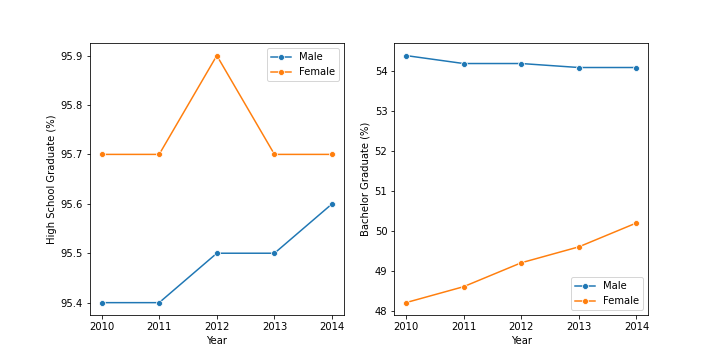 High School Graduate (%)
95.9
95.8
95.7
95.6
95.5
95.4
Male
Female
2010 2011 2012 2013 2014
Year
Bachelor Graduate (%)
54
53
52
51
50
49
48
Male
Female
2010 2011 2012 2013 2014
Year